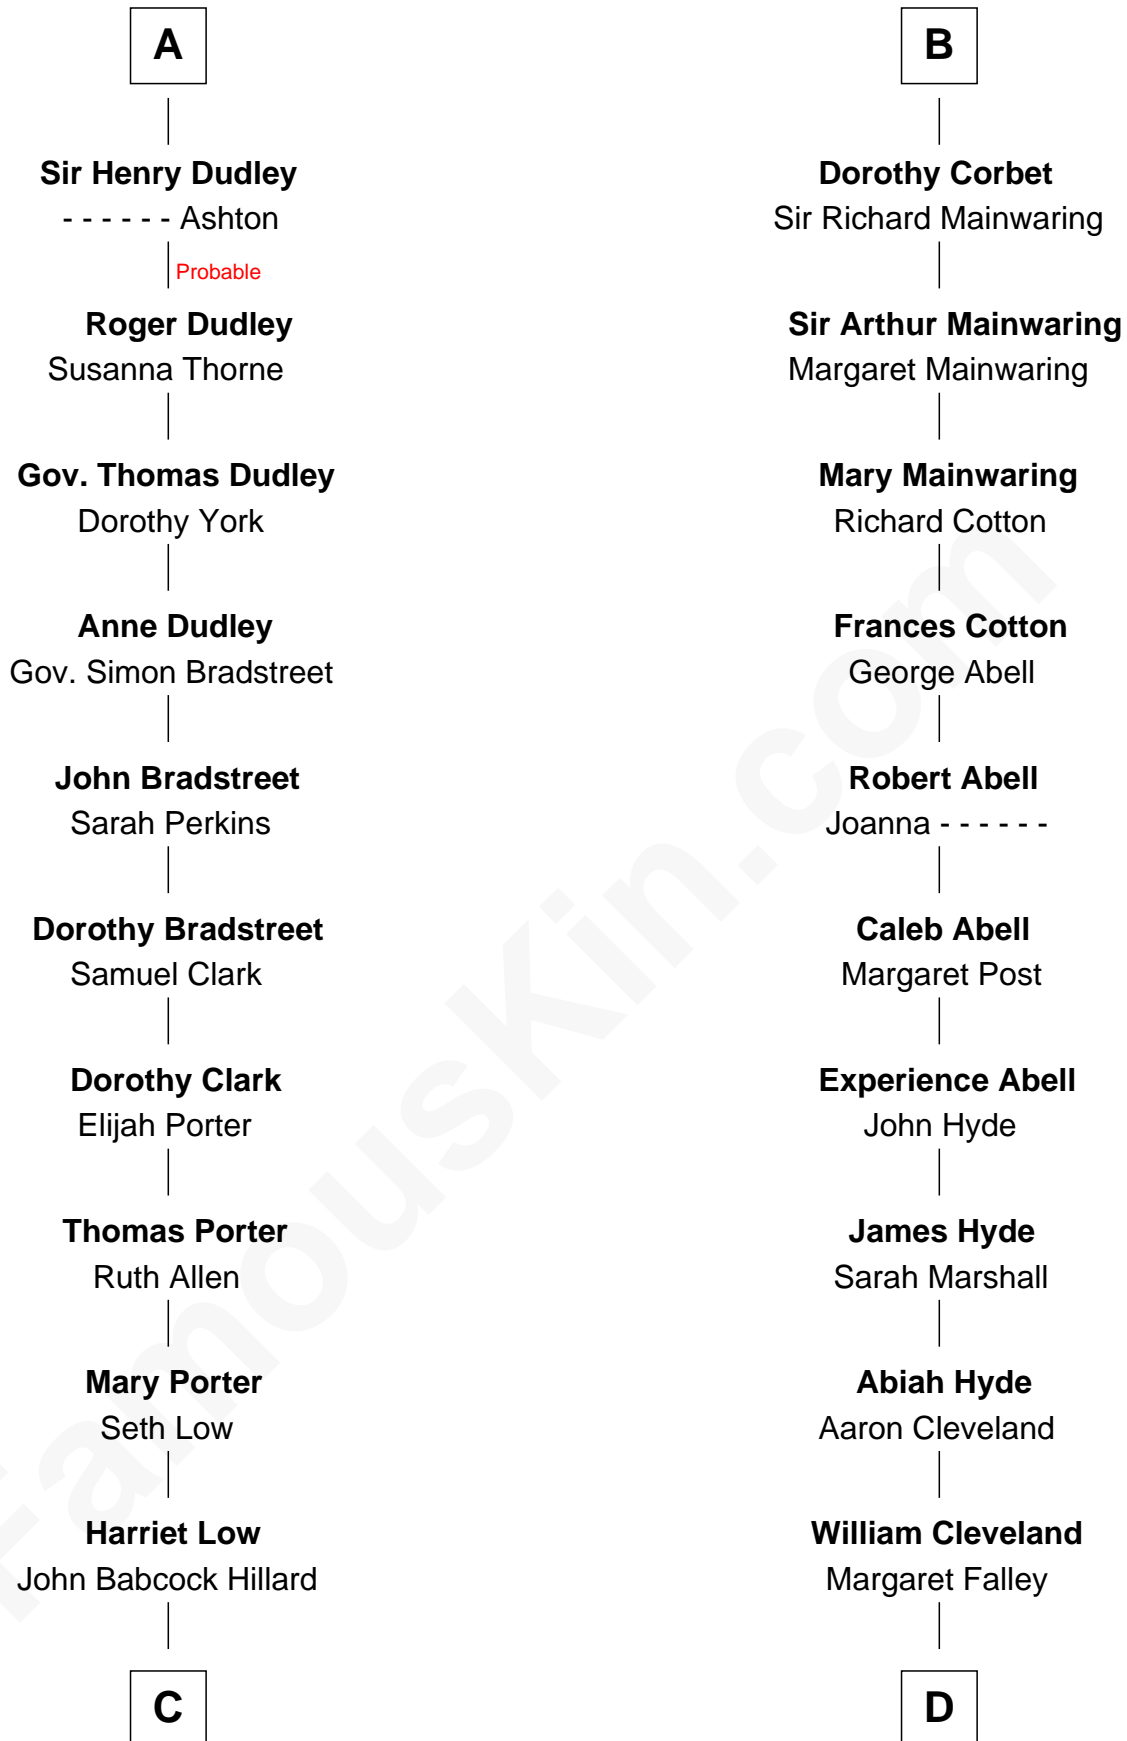 A
Sir Henry Dudley
- - - - - - Ashton
Probable
Roger Dudley
Susanna Thorne
Gov. Thomas Dudley
Dorothy York
Anne Dudley
Gov. Simon Bradstreet
John Bradstreet
Sarah Perkins
Dorothy Bradstreet
Samuel Clark
Dorothy Clark
Elijah Porter
Thomas Porter
Ruth Allen
Mary Porter
Seth Low
Harriet Low
John Babcock Hillard
C
B
Dorothy Corbet
Sir Richard Mainwaring
Sir Arthur Mainwaring
Margaret Mainwaring
Mary Mainwaring
Richard Cotton
Frances Cotton
George Abell
Robert Abell
Joanna - - - - - -
Caleb Abell
Margaret Post
Experience Abell
John Hyde
James Hyde
Sarah Marshall
Abiah Hyde
Aaron Cleveland
William Cleveland
Margaret Falley
D
FamousKin.com